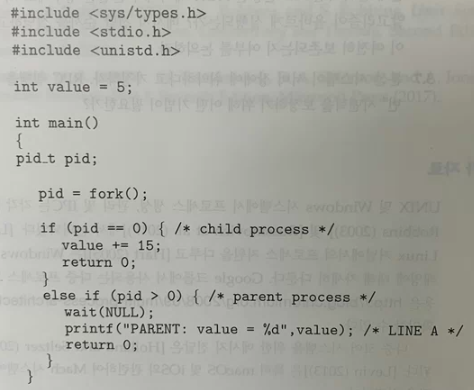 #include <sys/types.h>
#include <stdio.h>
#include <unistd.h>
int value = 5;
int main()
{
pid_t pid;
pid = fork();
if (pid == 0) { /* child process */
value += 15;
return 0;
}
else if (pid > 0) { /* parent process */
wait(NULL);
printf("PARENT: value = %d",value); /* LINE A */
return 0;
}
}